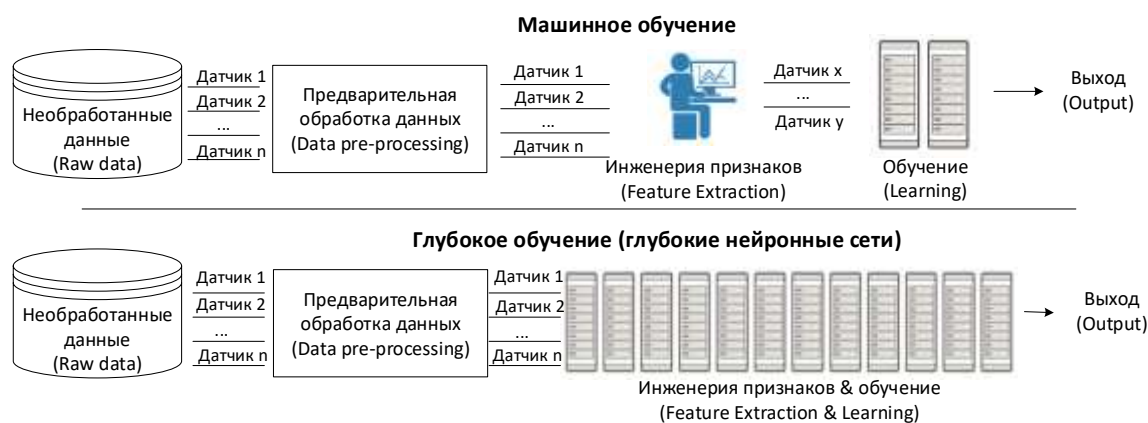 Машинное обучение
Необработанные
данные
(Raw data)
Датчик 1
Датчик 2
...
Датчик n
Предварительная
обработка данных
(Data pre-processing)
Датчик 1
Датчик 2
...
Датчик n
Инженерия признаков
(Feature Extraction)
Датчик x
...
Датчик y
Обучение
(Learning)
Выход
(Output)
Глубокое обучение (глубокие нейронные сети)
Необработанные
данные
(Raw data)
Датчик 1
Датчик 2
...
Датчик n
Предварительная
обработка данных
(Data pre-processing)
Датчик 1
Датчик 2
...
Датчик n
Инженерия признаков & обучение
(Feature Extraction & Learning)
Выход
(Output)